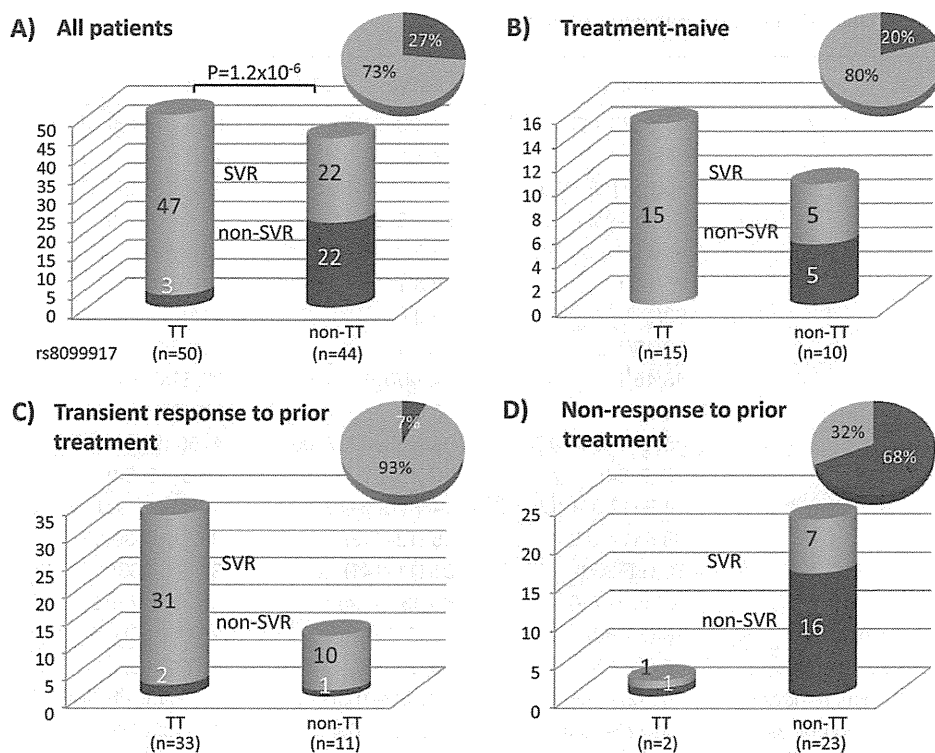 A) All patients
27%
73%
P=1.2x10⁻⁶
50
45
40
35
30
25
20
15
10
5
0
SVR
non-SVR
47
3
22
22
rs8099917
TT
(n=50)
non-TT
(n=44)
B) Treatment-naive
20%
80%
16
14
12
10
8
6
4
2
0
SVR
non-SVR
15
5
5
TT
(n=15)
non-TT
(n=10)
C) Transient response to prior
treatment
7%
93%
35
30
25
20
15
10
5
0
SVR
non-SVR
31
2
10
1
TT
(n=33)
non-TT
(n=11)
D) Non-response to prior
treatment
32%
68%
25
20
15
10
5
0
SVR
non-SVR
1
1
7
16
TT
(n=2)
non-TT
(n=23)